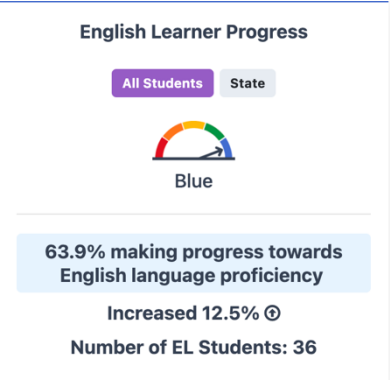 English Learner Progress
All Students State
Blue
63.9% making progress towards
English language proficiency
Increased 12.5%
Number of EL Students: 36